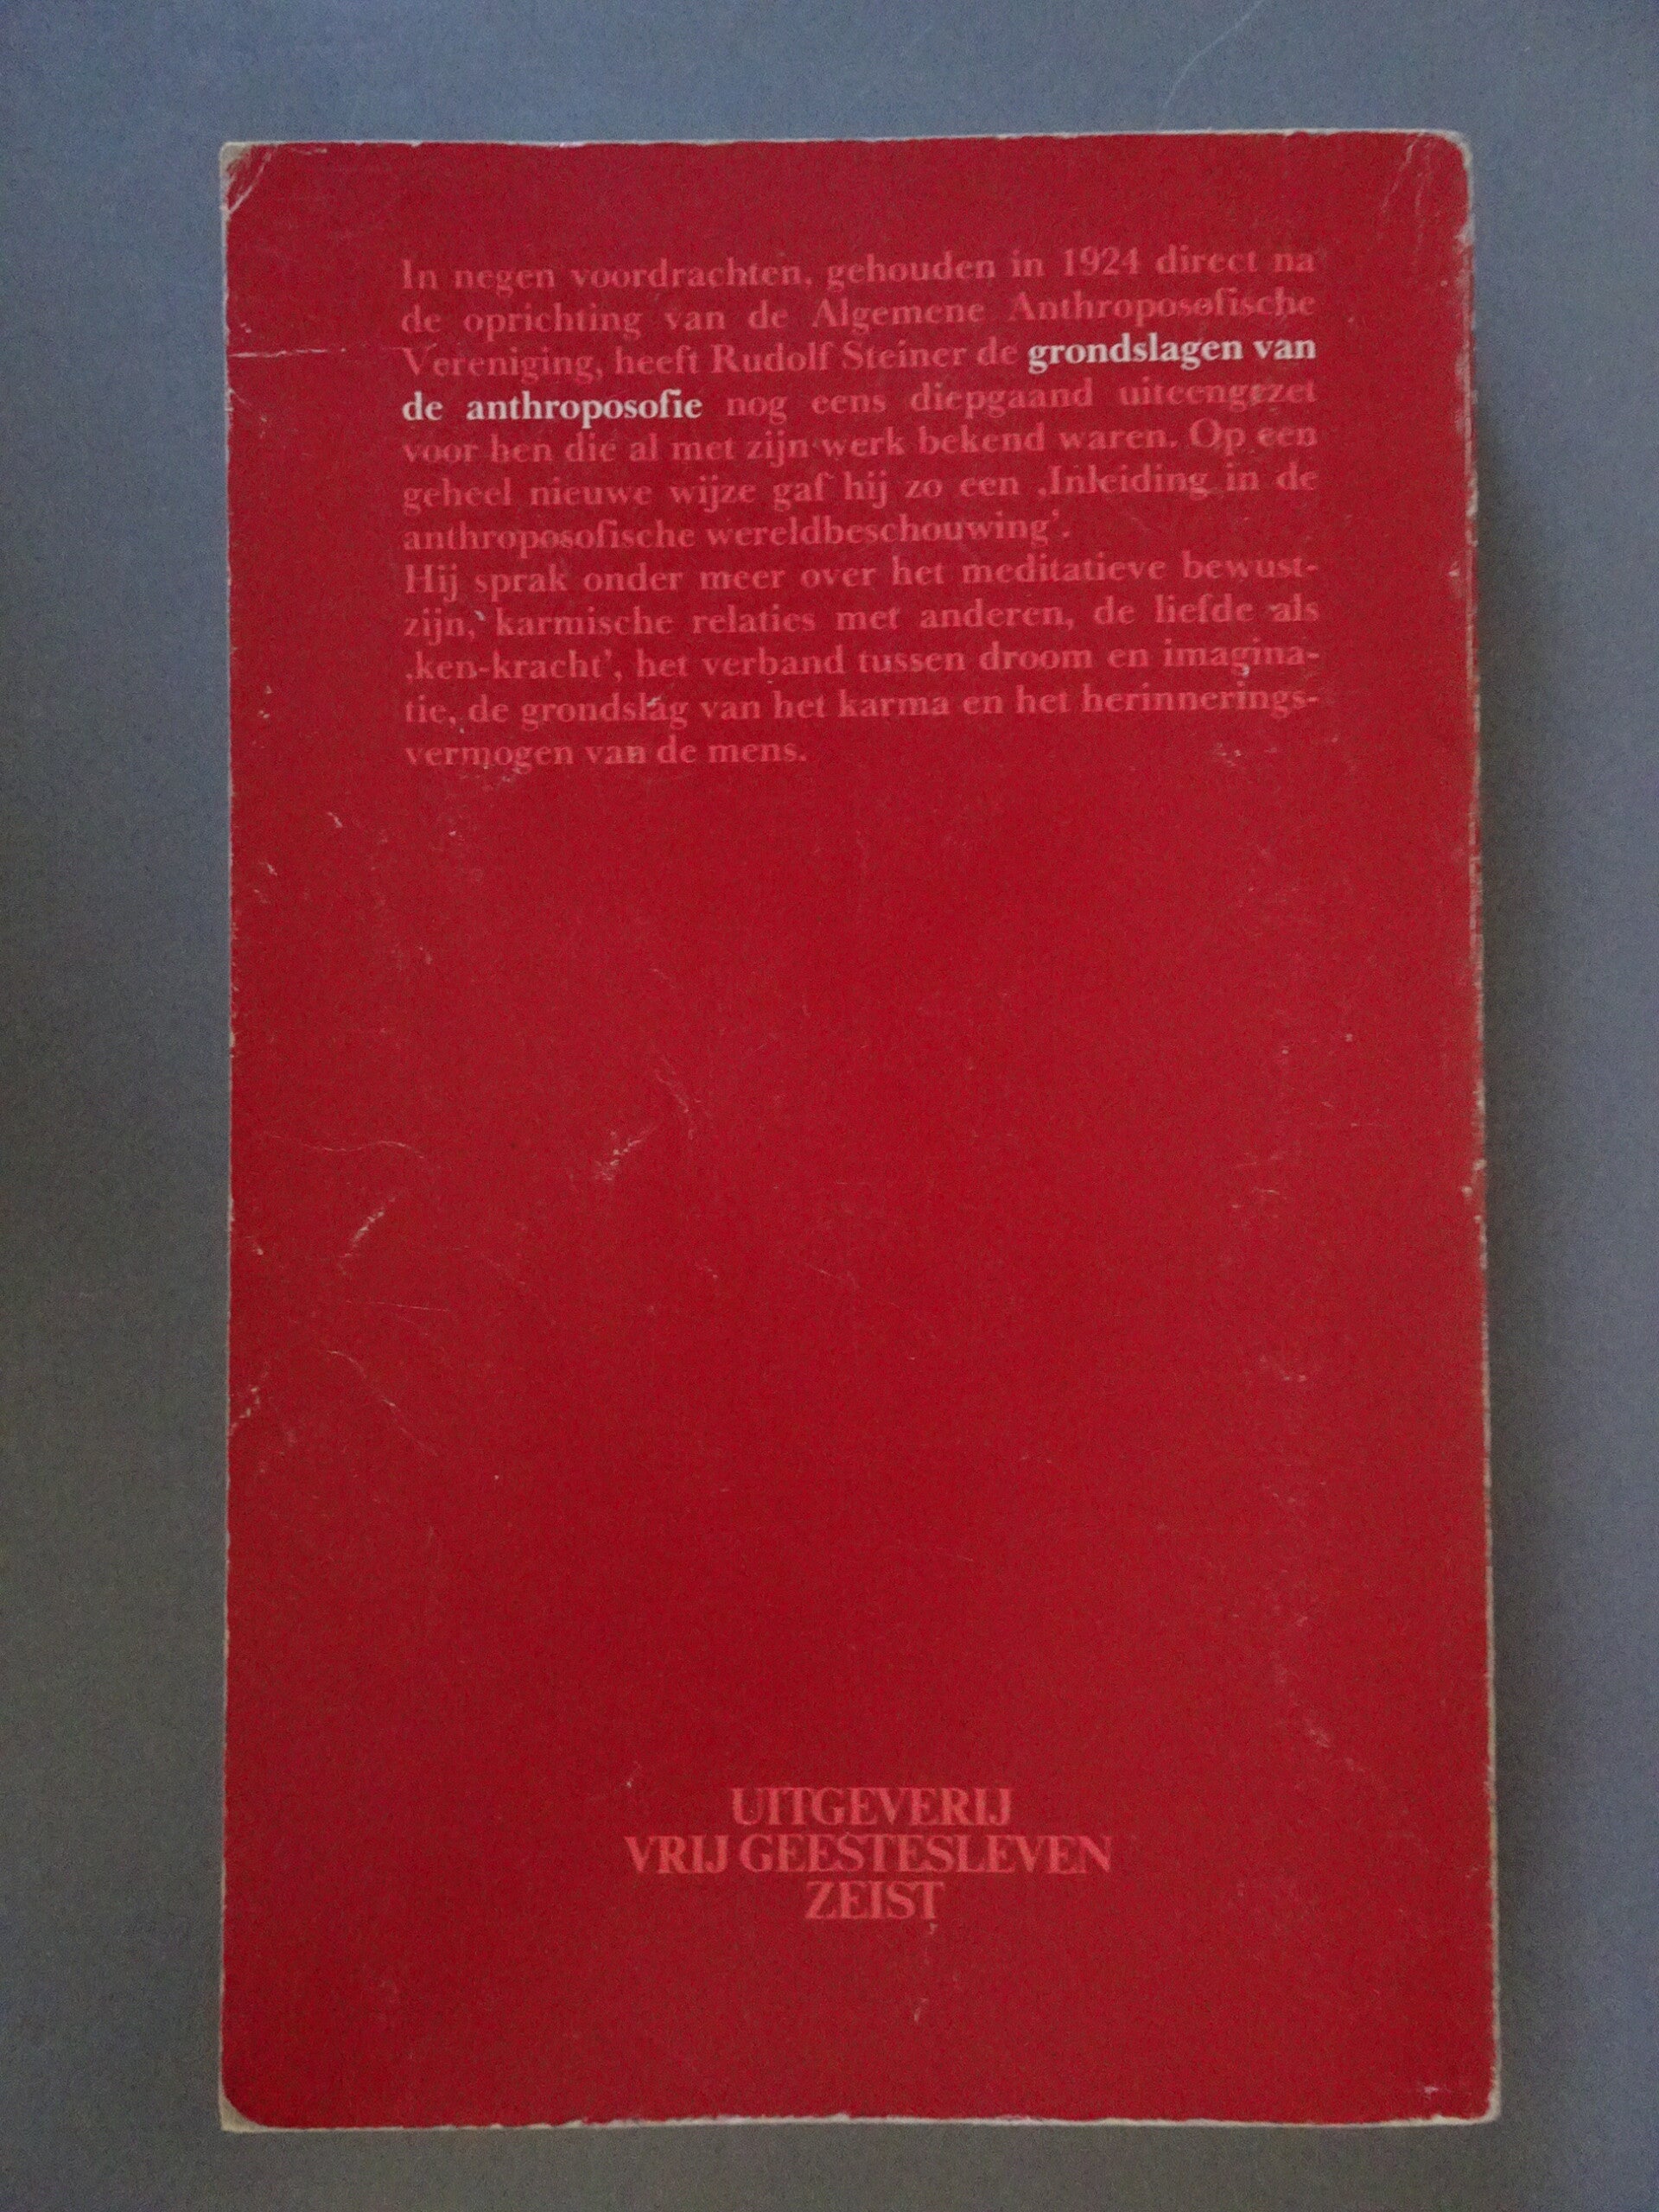 In negen voordrachten, gehouden in 1924 direct na
de oprichting van de Algemene Anthroposofische
Vereniging, heeft Rudolf Steiner de grondslagen van
de anthroposofie nog eens diepgaand uiteengezet
voor hen die al met zijn werk bekend waren. Op een
geheel nieuwe wijze gaf hij zo een ‚Inleiding in de
anthroposofische wereldbeschouwing‘.
Hij sprak onder meer over het meditatieve bewust-
zijn, karmische relaties met anderen, de liefde als
‚ken-kracht’, het verband tussen droom en imagina-
tie, de grondslag van het karma en het herinnerings-
vermogen van de mens.
UITGEVERIJ
VRIJ GEESTESLEVEN
ZEIST